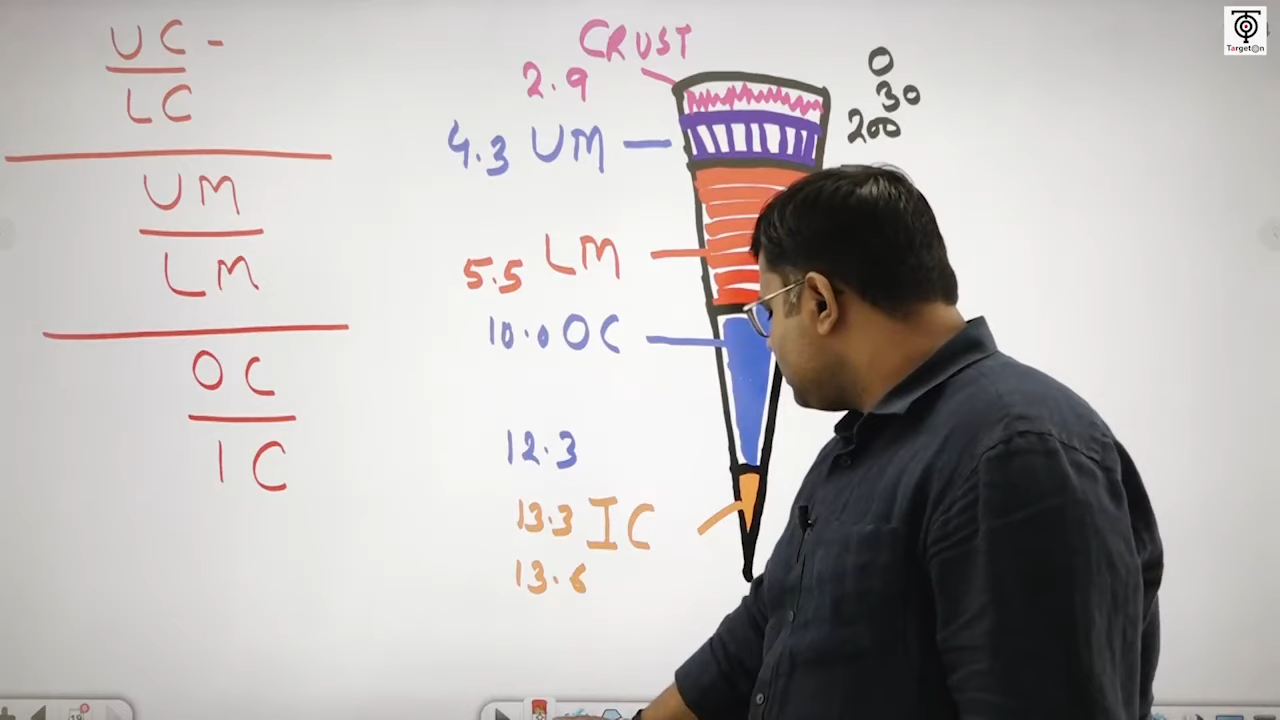 UC -
LC
UM
LM
OC
IC
CRUST
2.9
4.3 UM
5.5 LM
10.0 OC
12.3
13.3 IC
13.6
0
30
200
TargetOn